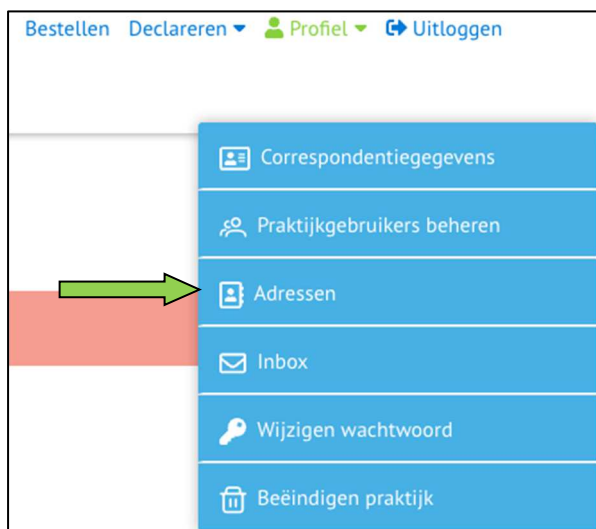 Bestellen Declareren Profiel Uitloggen
Correspondentiegegevens
Praktijkgebruikers beheren
Adressen
Inbox
Wijzigen wachtwoord
Beëindigen praktijk